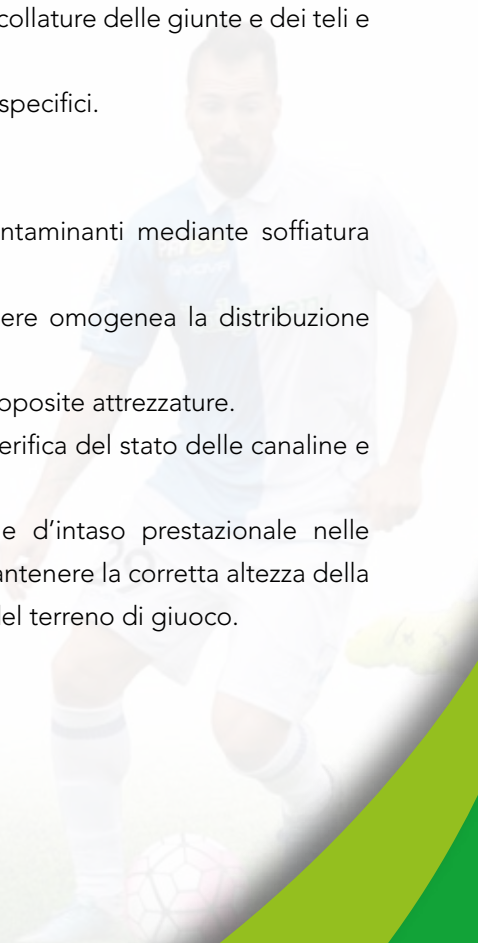 collature delle giunte e dei teli e
specifici.
ntaminanti mediante soffiatura
ere omogenea la distribuzione
pposite attrezzature.
erifica del stato delle canaline e
e d'intaso prestazionale nelle
antenere la corretta altezza della
del terreno di giuoco.